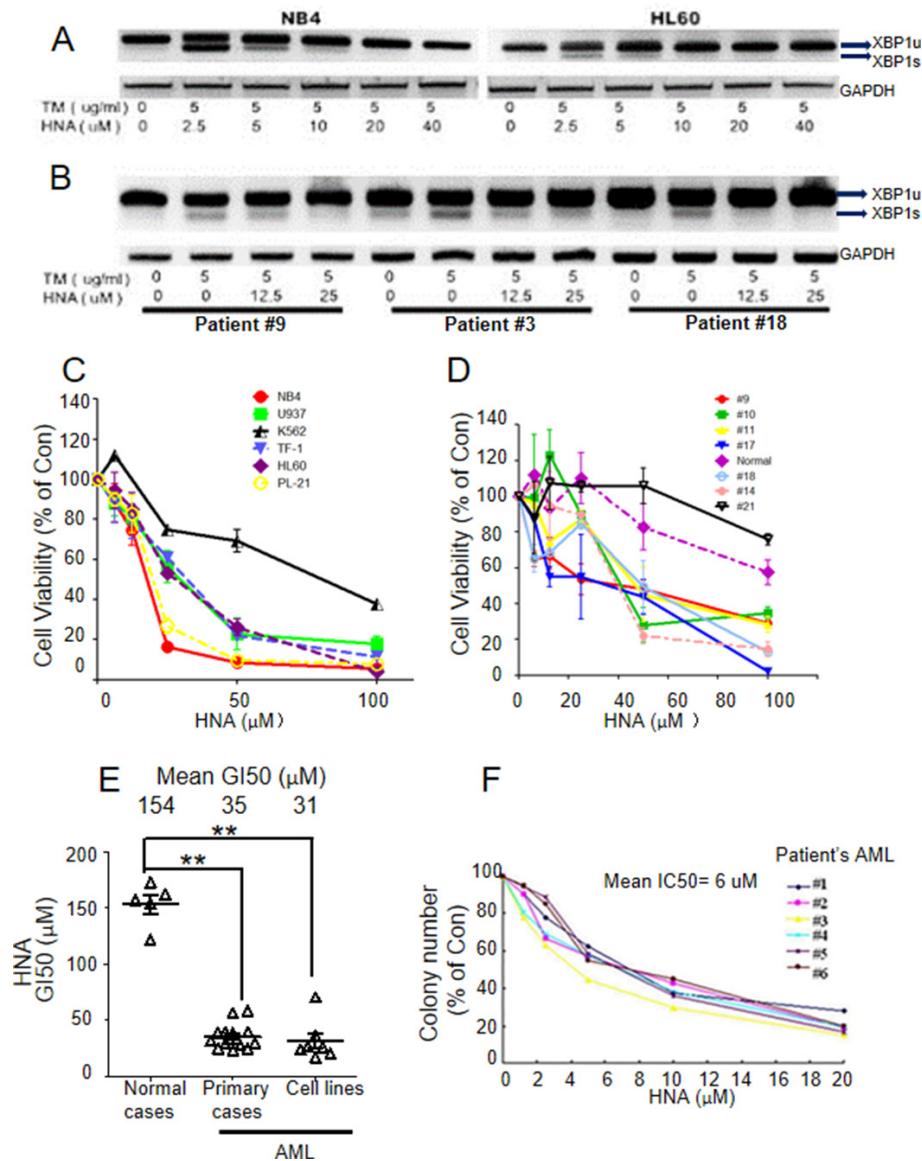 A
NB4
HL60
XBP1u
XBP1s
GAPDH
TM ( ug/ml) 0 5 5 5 5 5 0 5 5 5 5 5
HNA ( uM ) 0 2.5 5 10 20 40 0 2.5 5 10 20 40
B
XBP1u
XBP1s
GAPDH
TM ( ug/ml) 0 5 5 5 0 5 5 5 0 5 5 5
HNA ( uM ) 0 0 12.5 25 0 0 12.5 25 0 0 12.5 25
Patient #9 Patient #3 Patient #18
C
Cell Viability (% of Con)
140
120
100
80
60
40
20
0
0 50 100
HNA (µM)
NB4
U937
K562
TF-1
HL60
PL-21
D
Cell Viability (% of Con)
140
120
100
80
60
40
20
0
0 20 40 60 80 100
HNA (µM )
#9
#10
#11
#17
Normal
#18
#14
#21
E
Mean GI50 (µM)
154 35 31
** **
HNA
GI50 (µM)
200
150
100
50
0
Normal cases
Primary cases
Cell lines
AML
F
Patient's AML
Mean IC50= 6 uM
#1
#2
#3
#4
#5
#6
Colony number
(% of Con)
100
80
60
40
20
0
0 2 4 6 8 10 12 14 16 18 20
HNA (µM)